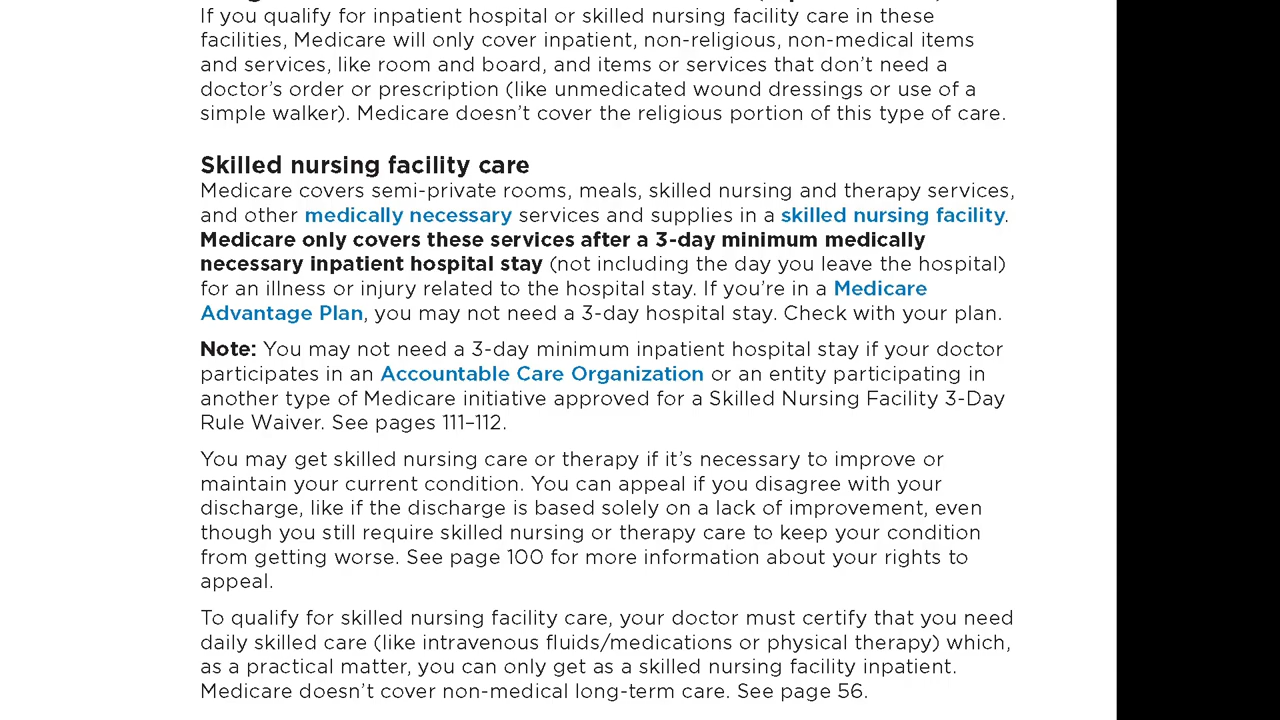 If you qualify for inpatient hospital or skilled nursing facility care in these
facilities, Medicare will only cover inpatient, non-religious, non-medical items
and services, like room and board, and items or services that don’t need a
doctor’s order or prescription (like unmedicated wound dressings or use of a
simple walker). Medicare doesn’t cover the religious portion of this type of care.
Skilled nursing facility care
Medicare covers semi-private rooms, meals, skilled nursing and therapy services,
and other medically necessary services and supplies in a skilled nursing facility.
Medicare only covers these services after a 3-day minimum medically
necessary inpatient hospital stay (not including the day you leave the hospital)
for an illness or injury related to the hospital stay. If you’re in a Medicare
Advantage Plan, you may not need a 3-day hospital stay. Check with your plan.
Note: You may not need a 3-day minimum inpatient hospital stay if your doctor
participates in an Accountable Care Organization or an entity participating in
another type of Medicare initiative approved for a Skilled Nursing Facility 3-Day
Rule Waiver. See pages 111–112.
You may get skilled nursing care or therapy if it’s necessary to improve or
maintain your current condition. You can appeal if you disagree with your
discharge, like if the discharge is based solely on a lack of improvement, even
though you still require skilled nursing or therapy care to keep your condition
from getting worse. See page 100 for more information about your rights to
appeal.
To qualify for skilled nursing facility care, your doctor must certify that you need
daily skilled care (like intravenous fluids/medications or physical therapy) which,
as a practical matter, you can only get as a skilled nursing facility inpatient.
Medicare doesn’t cover non-medical long-term care. See page 56.